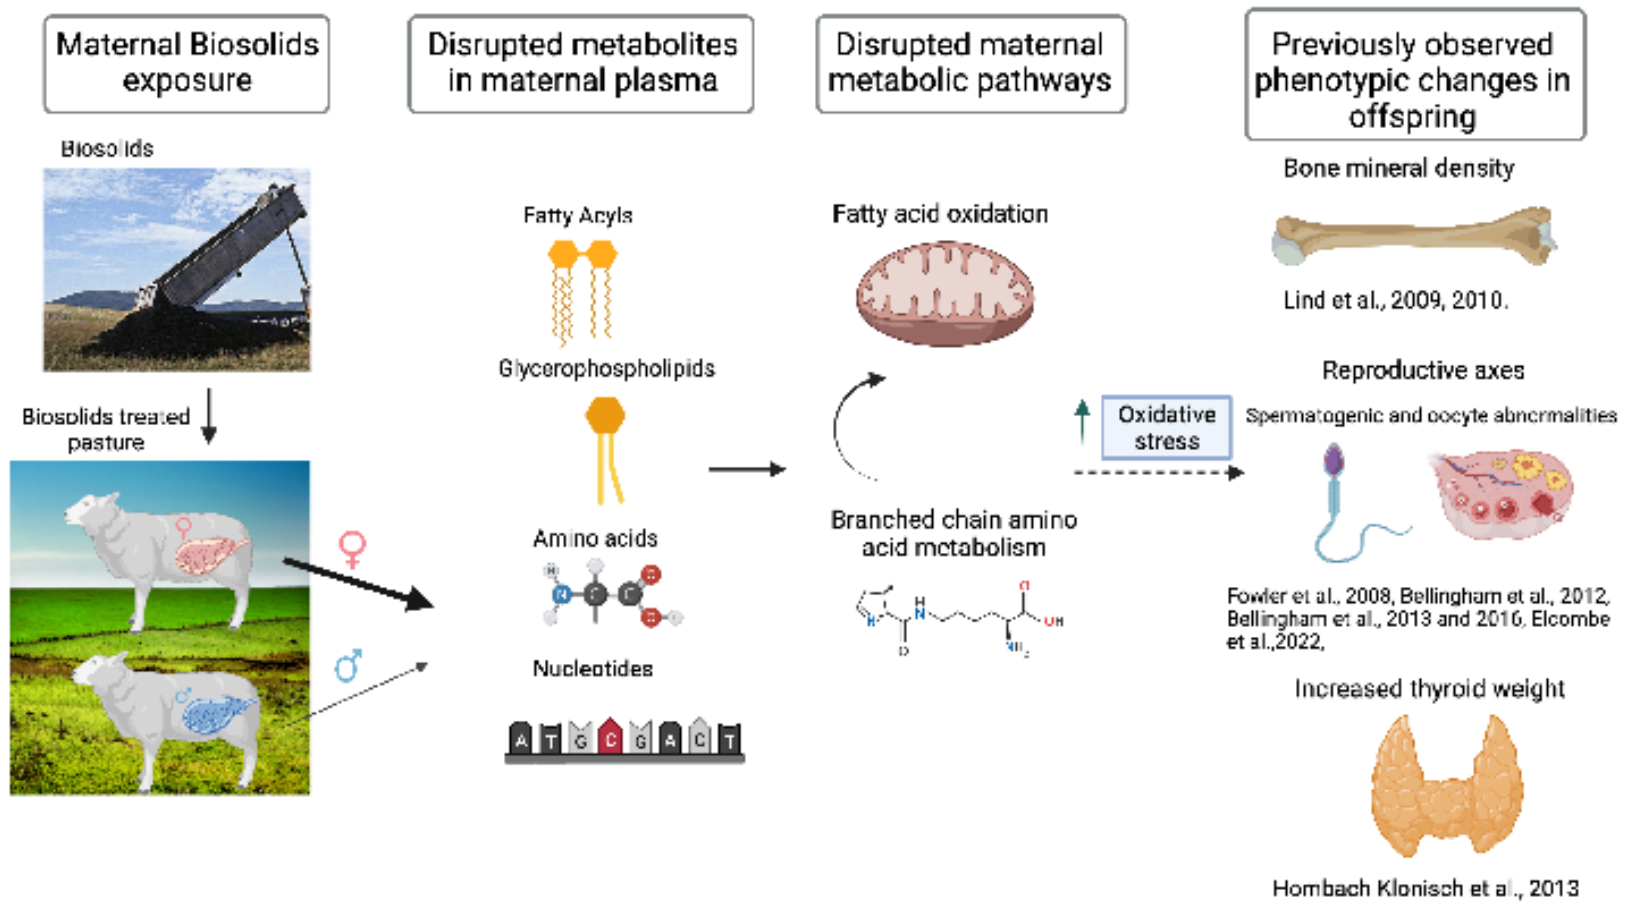 Maternal Biosolids
exposure
Biosolids
Biosolids treated
pasture
♀
♂
Disrupted metabolites
in maternal plasma
Fatty Acyls
Glycerophospholipids
Amino acids
H
N C C O
O H
Nucleotides
A T G C G A C T
Disrupted maternal
metabolic pathways
Fatty acid oxidation
Branched chain amino
acid metabolism
H
N
O
OH
NH2
Oxidative
stress
Previously observed
phenotypic changes in
offspring
Bone mineral density
Lind et al., 2009, 2010.
Reproductive axes
Spermatogenic and oocyte abnormalities
Fowler et al., 2008, Bellingham et al., 2012,
Bellingham et al., 2013 and 2016, Elcombe
et al.,2022,
Increased thyroid weight
Hombach Klonisch et al., 2013